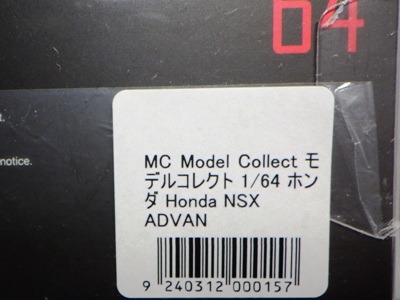 64
notice.
MC Model Collect モ
デルコレクト 1/64 ホン
ダ Honda NSX
ADVAN
9 240312 000157